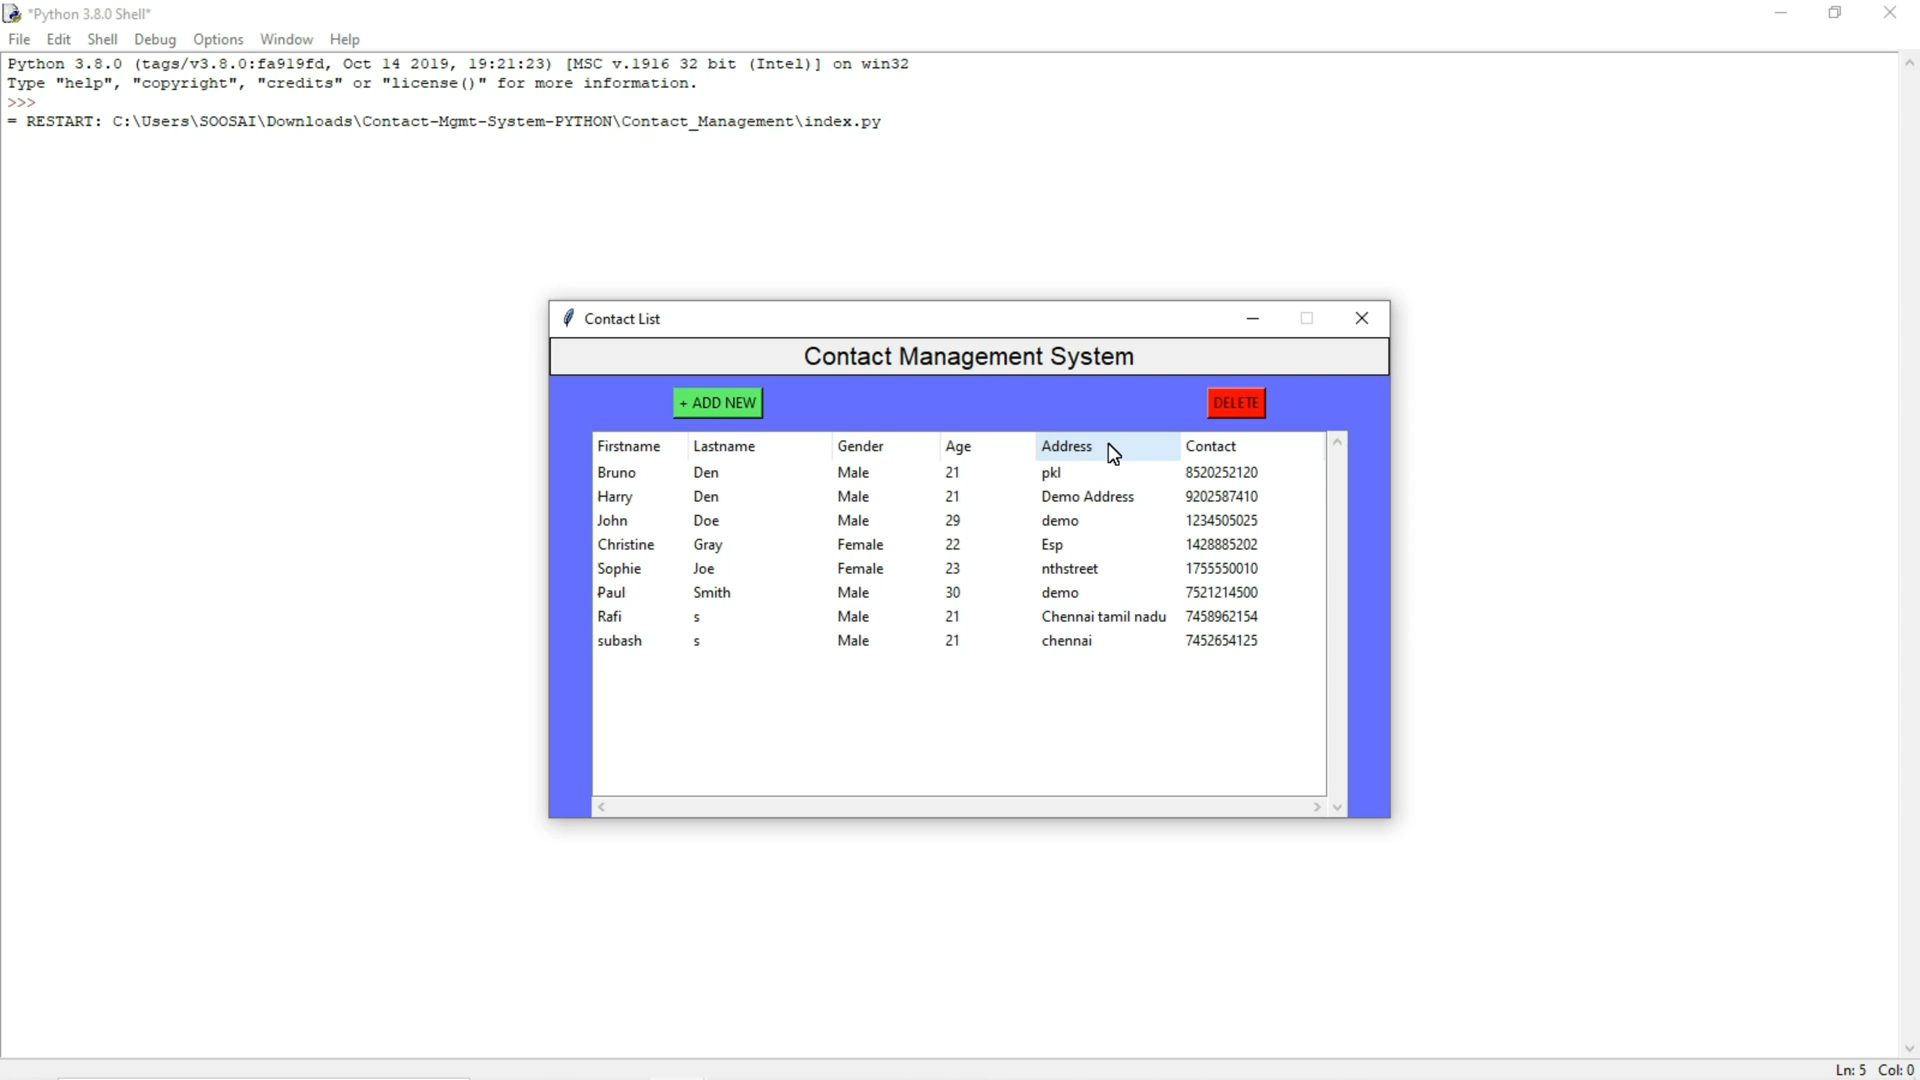 *Python 3.8.0 Shell*
File Edit Shell Debug Options Window Help
Python 3.8.0 (tags/v3.8.0:fa919fd, Oct 14 2019, 19:21:23) [MSC v.1916 32 bit (Intel)] on win32
Type "help", "copyright", "credits" or "license()" for more information.
>>>
= RESTART: C:\Users\SOOSAI\Downloads\Contact-Mgmt-System-PYTHON\Contact_Management\index.py
Contact List
Contact Management System
+ ADD NEW DELETE
Firstname Lastname Gender Age Address Contact
Bruno Den Male 21 pkl 8520252120
Harry Den Male 21 Demo Address 9202587410
John Doe Male 29 demo 1234505025
Christine Gray Female 22 Esp 1428885202
Sophie Joe Female 23 nthstreet 1755550010
Paul Smith Male 30 demo 7521214500
Rafi s Male 21 Chennai tamil nadu 7458962154
subash s Male 21 chennai 7452654125
Ln: 5 Col: 0